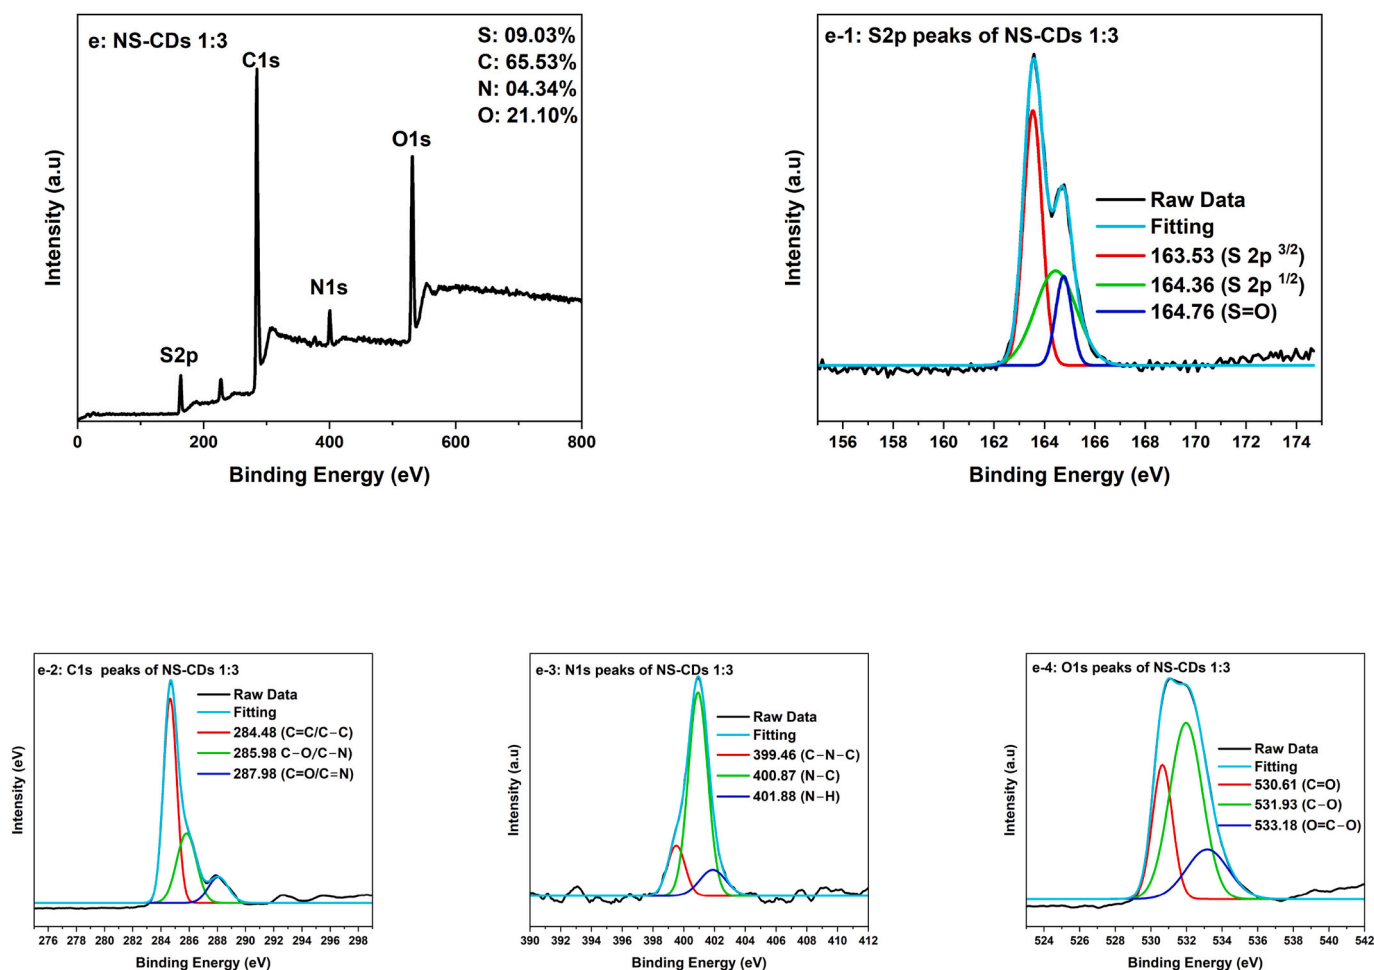 e: NS-CDs 1:3
S: 09.03%
C: 65.53%
N: 04.34%
O: 21.10%
C1s
O1s
N1s
S2p
Intensity (a.u)
0 200 400 600 800
Binding Energy (eV)
e-1: S2p peaks of NS-CDs 1:3
Raw Data
Fitting
163.53 (S 2p 3/2)
164.36 (S 2p 1/2)
164.76 (S=O)
Intensity (a.u)
156 158 160 162 164 166 168 170 172 174
Binding Energy (eV)
e-2: C1s peaks of NS-CDs 1:3
Raw Data
Fitting
284.48 (C=C/C−C)
285.98 C−O/C−N)
287.98 (C=O/C=N)
Intensity (eV)
276 278 280 282 284 286 288 290 292 294 296 298
Binding Energy (eV)
e-3: N1s peaks of NS-CDs 1:3
Raw Data
Fitting
399.46 (C−N−C)
400.87 (N−C)
401.88 (N−H)
Intensity (a.u)
390 392 394 396 398 400 402 404 406 408 410 412
Binding Energy (eV)
e-4: O1s peaks of NS-CDs 1:3
Raw Data
Fitting
530.61 (C=O)
531.93 (C−O)
533.18 (O=C−O)
Intensity (a.u)
524 526 528 530 532 534 536 538 540 542
Binding Energy (eV)